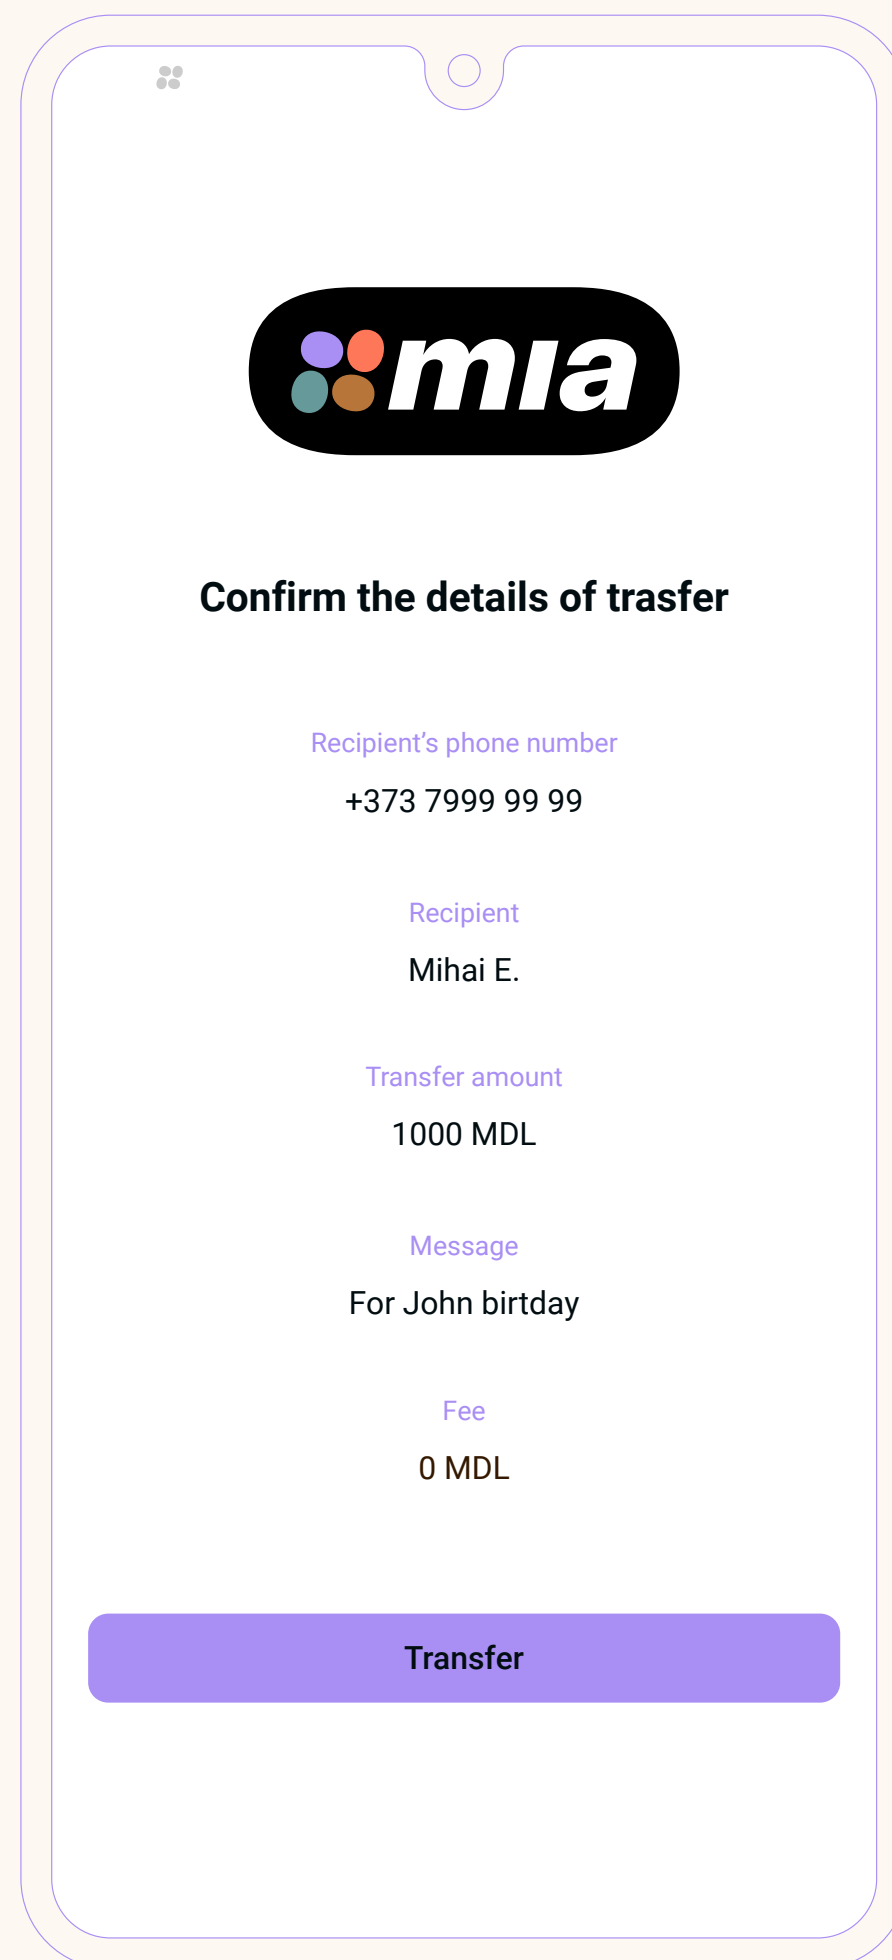 mıa
Confirm the details of trasfer
Recipient’s phone number
+373 7999 99 99
Recipient
Mihai E.
Transfer amount
1000 MDL
Message
For John birtday
Fee
0 MDL
Transfer